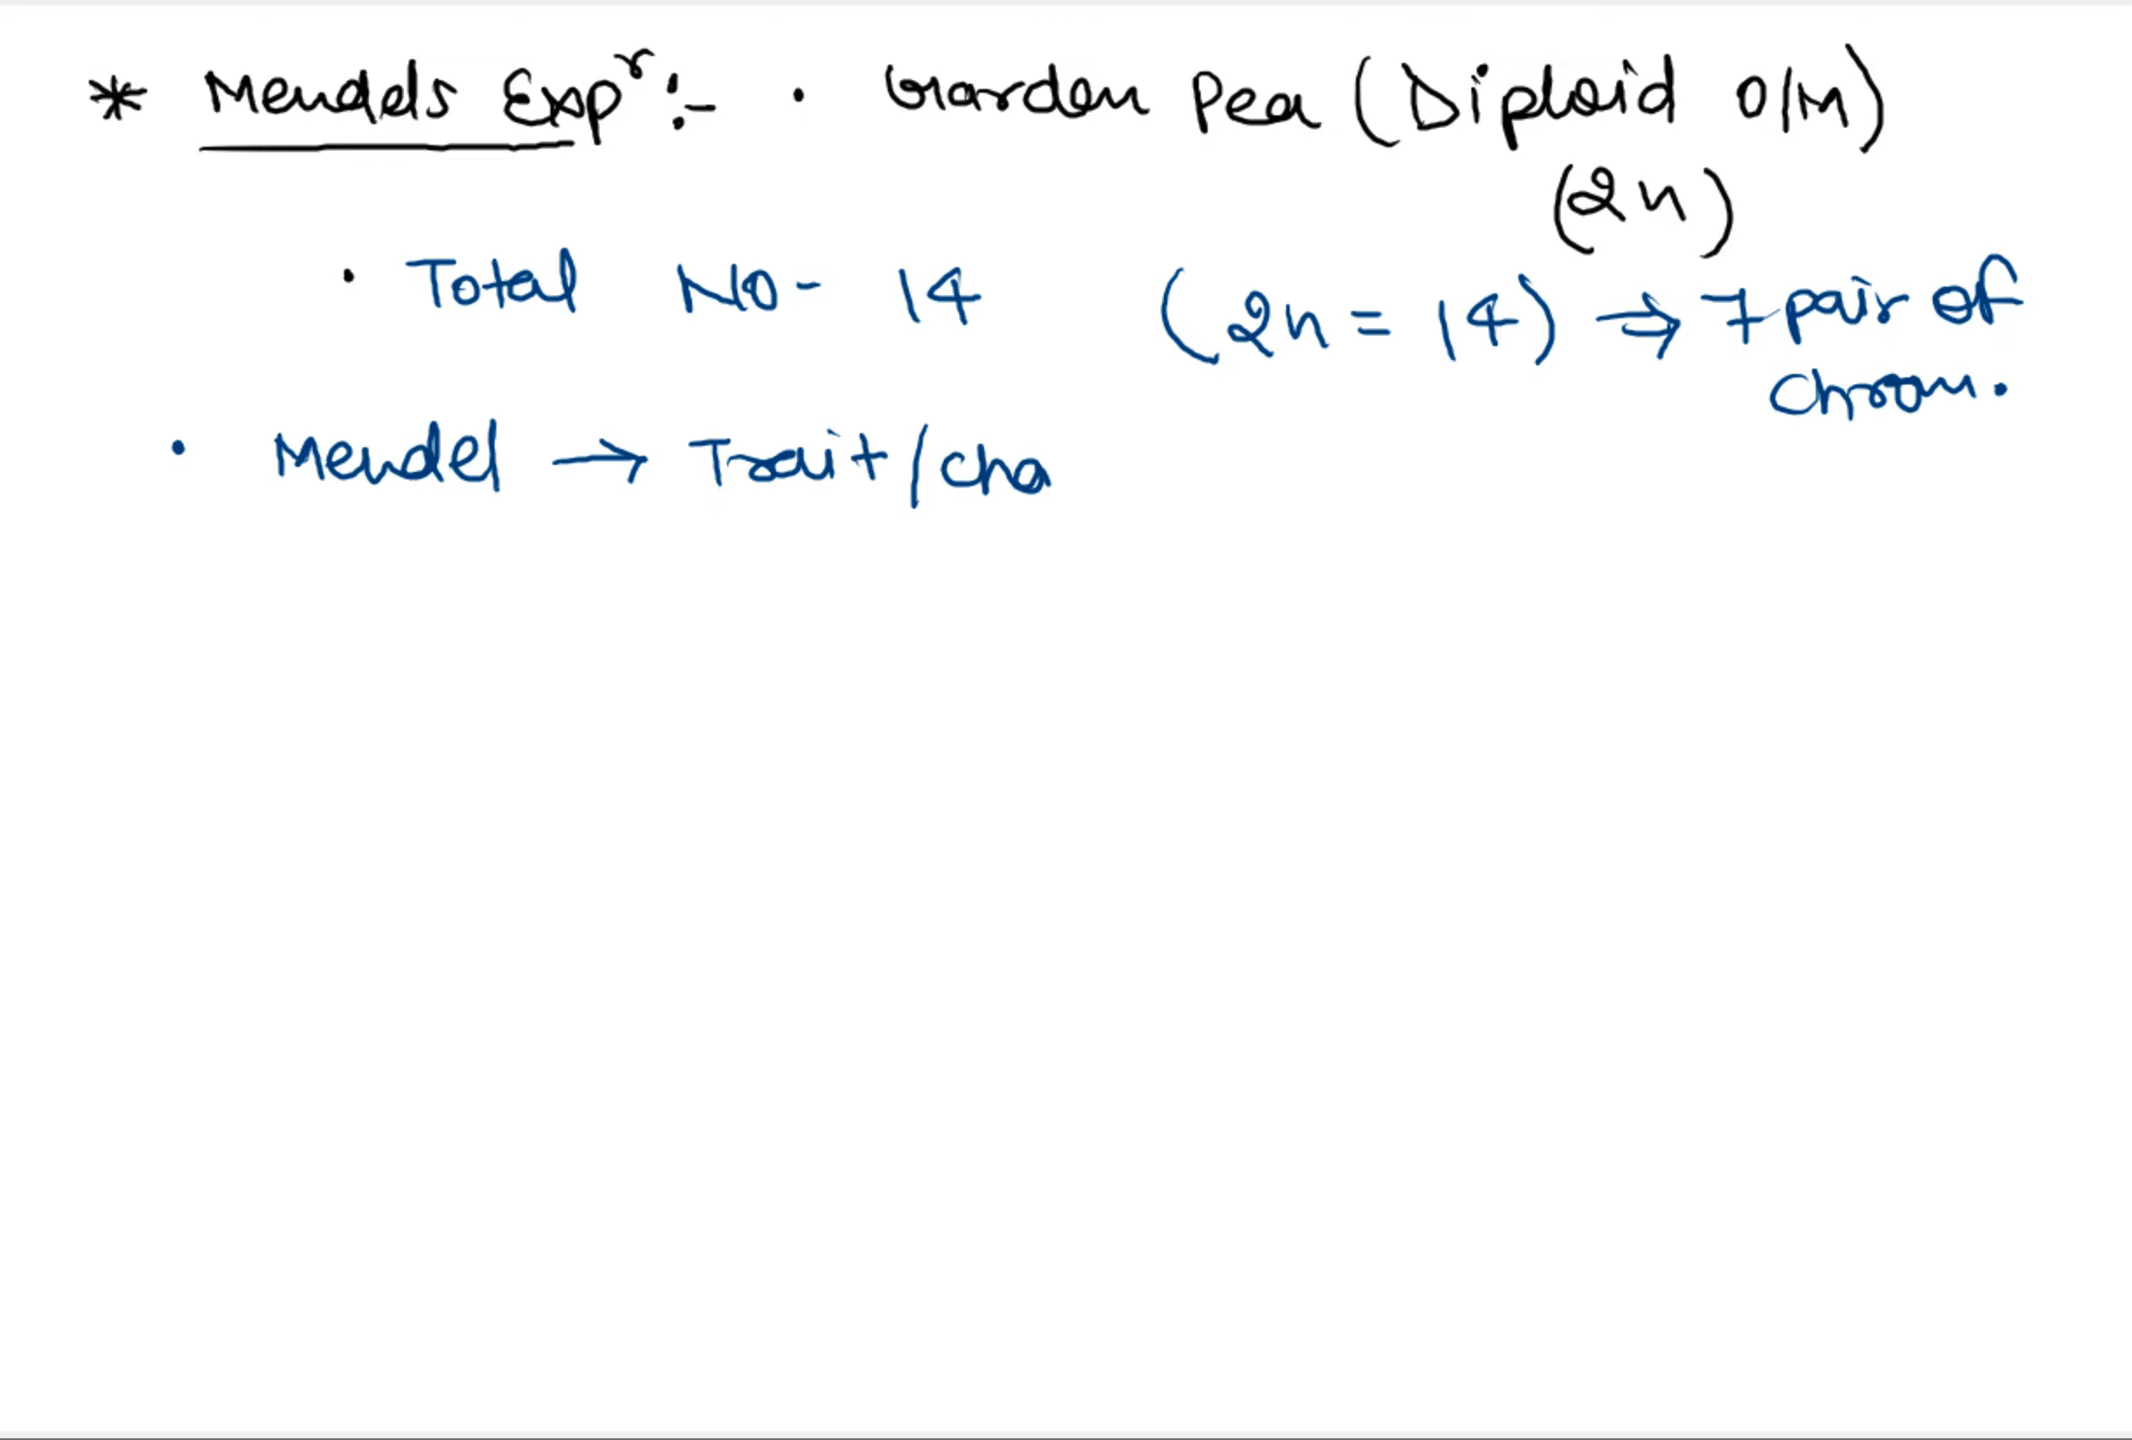 * Mendels Expʳ :- • Garden Pea (Diploid O/M)
(2n)
• Total No - 14 (2n = 14) → 7 pair of
Chrom.
• Mendel → Trait/cha